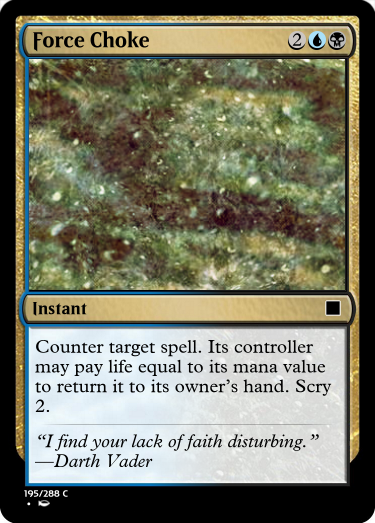 Force Choke 2
Instant
Counter target spell. Its controller
may pay life equal to its mana value
to return it to its owner's hand. Scry
2.
"I find your lack of faith disturbing."
—Darth Vader
195/288 C